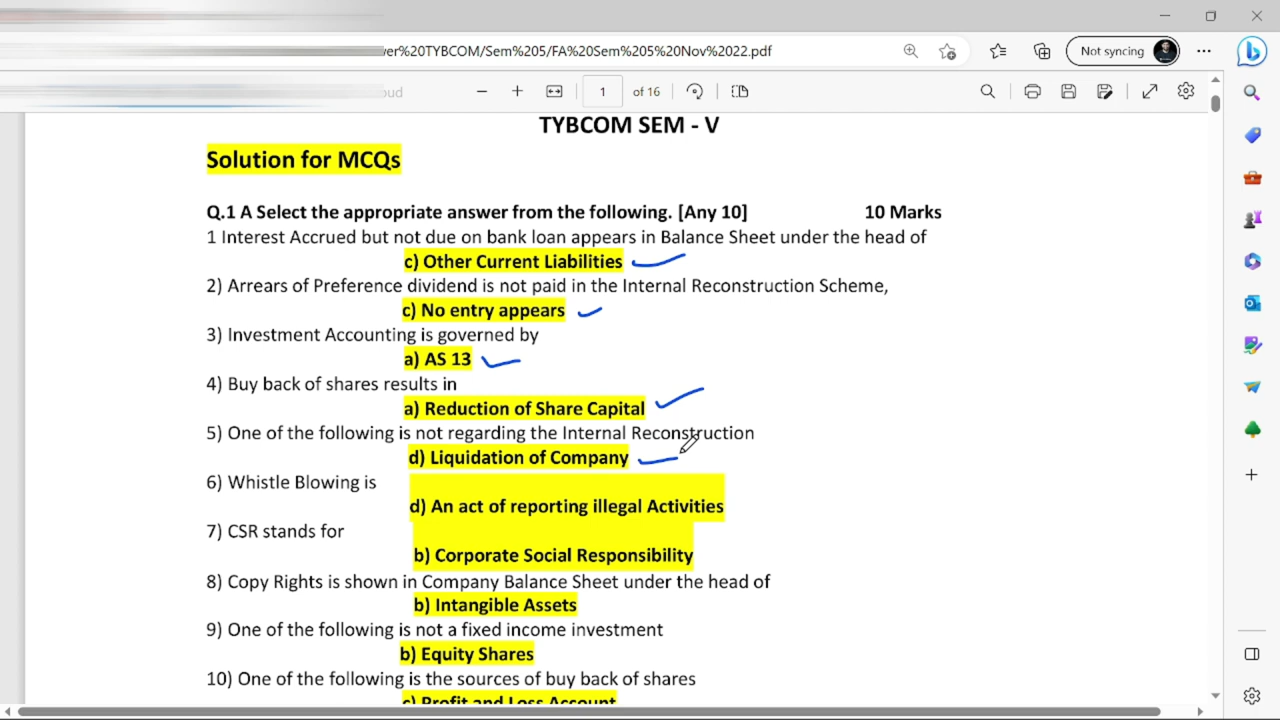 er%20TYBCOM/Sem%205/FA%20Sem%205%20Nov%2022.pdf
Not syncing
1 of 16
TYBCOM SEM - V
Solution for MCQs
Q.1 A Select the appropriate answer from the following. [Any 10] 10 Marks
1 Interest Accrued but not due on bank loan appears in Balance Sheet under the head of
c) Other Current Liabilities
2) Arrears of Preference dividend is not paid in the Internal Reconstruction Scheme,
c) No entry appears
3) Investment Accounting is governed by
a) AS 13
4) Buy back of shares results in
a) Reduction of Share Capital
5) One of the following is not regarding the Internal Reconstruction
d) Liquidation of Company
6) Whistle Blowing is
d) An act of reporting illegal Activities
7) CSR stands for
b) Corporate Social Responsibility
8) Copy Rights is shown in Company Balance Sheet under the head of
b) Intangible Assets
9) One of the following is not a fixed income investment
b) Equity Shares
10) One of the following is the sources of buy back of shares
c) Profit and Loss Account